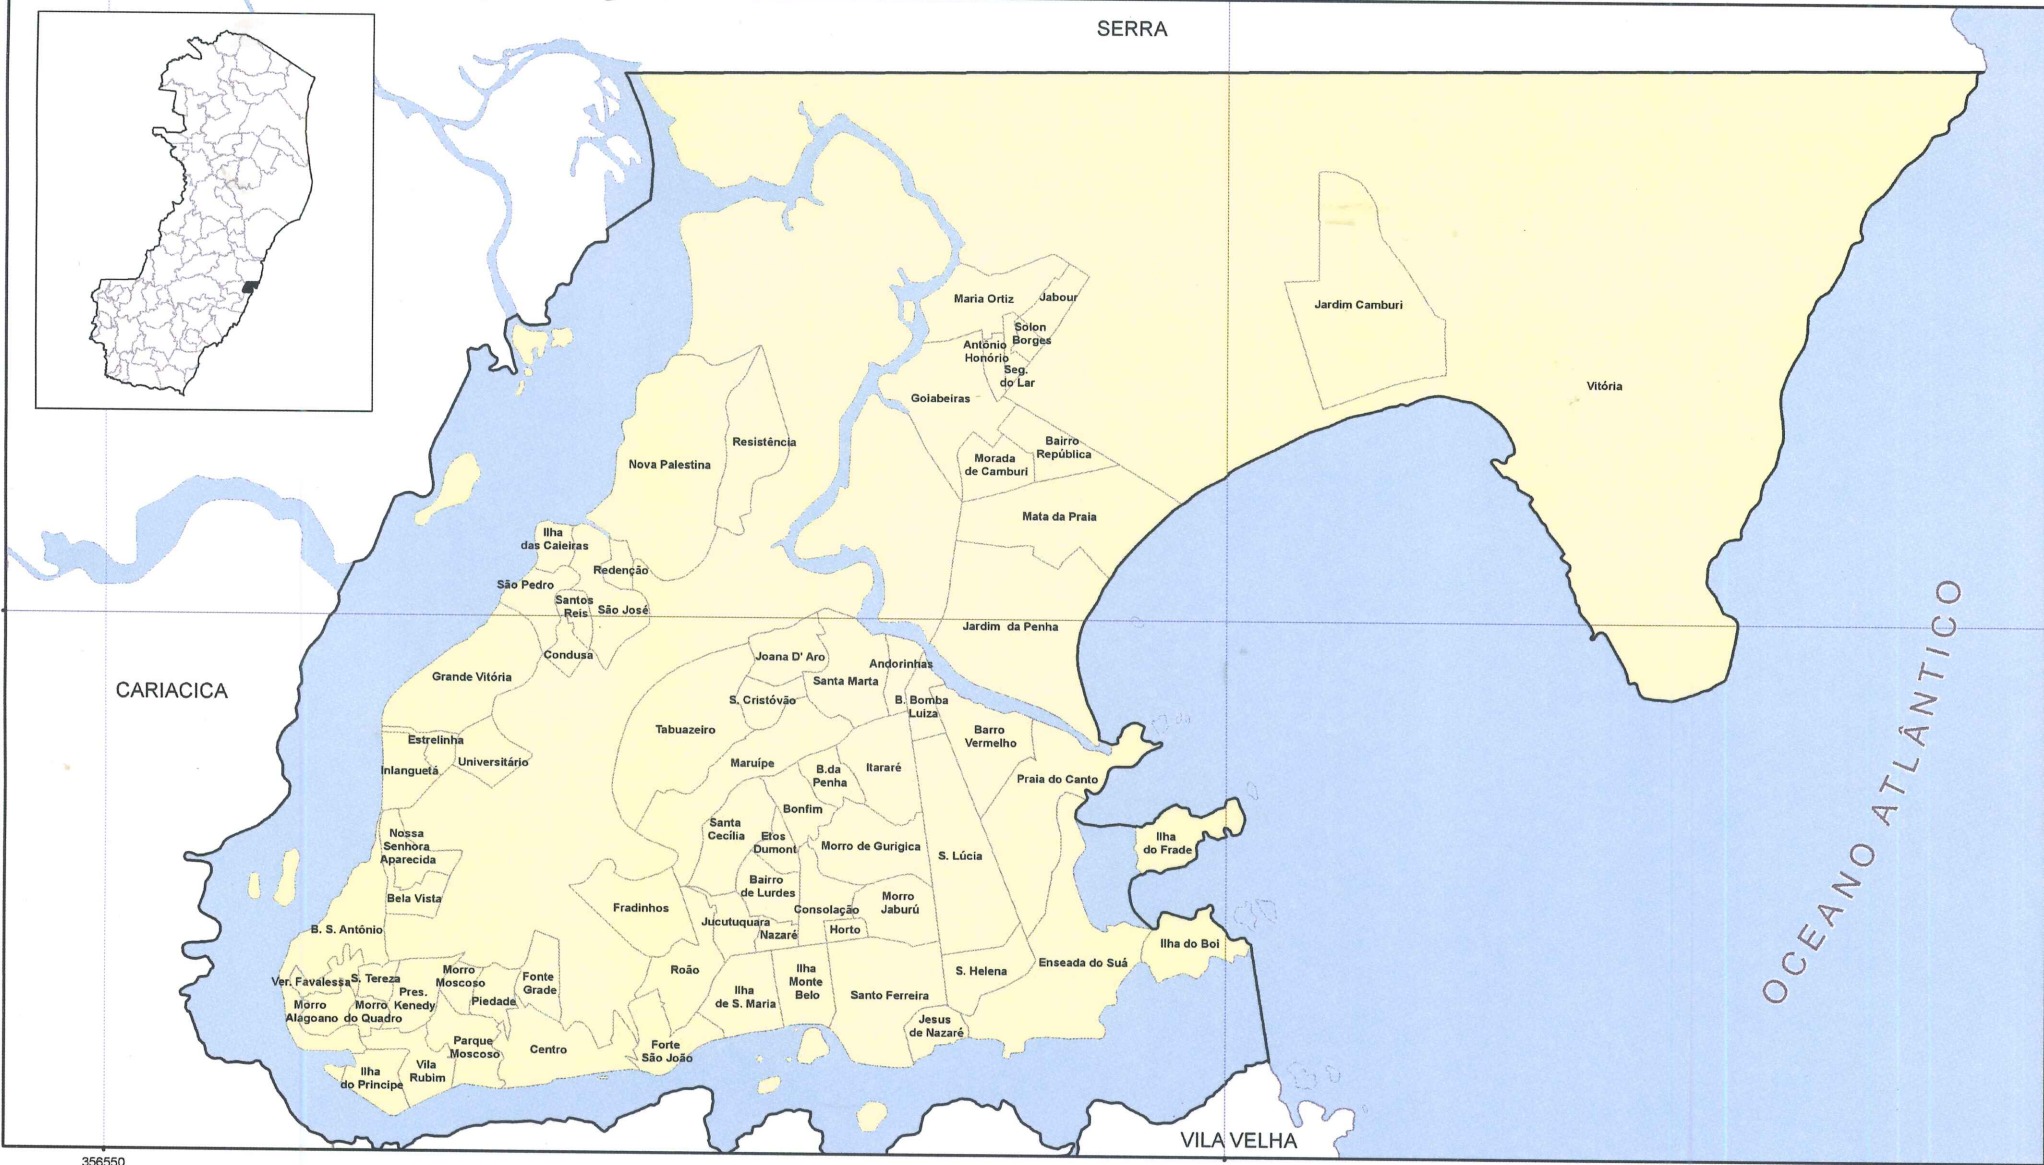 SERRA
Maria Ortiz
Jabour
Jardim Camburi
Solon
Borges
Antônio
Honório
Seg.
do Lar
Vitória
Goiabeiras
Resistência
Bairro
República
Nova Palestina
Morada
de Camburi
Mata da Praia
Ilha
das Caieiras
Redenção
São Pedro
Santos
Reis
São José
Jardim da Penha
Condusa
Joana D' Aro
Andorinhas
Grande Vitória
Santa Marta
CARIACICA
S. Cristóvão
B. Bomba
Luiza
Tabuazeiro
Barro
Vermelho
Estrelinha
Universitário
Inlanguetá
Maruípe
B.da
Penha
Itararé
Praia do Canto
Bonfim
Santa
Cecília
Etos
Dumont
Nossa
Senhora
Aparecida
Morro de Gurigica
S. Lúcia
Ilha
do Frade
Bairro
de Lurdes
Bela Vista
Fradinhos
Consolação
Morro
Jaburú
Jucutuquara
Nazaré
Horto
B. S. Antônio
Ilha do Boi
Enseada do Suá
Ver. Favalessa
S. Tereza
Morro
Moscoso
Fonte
Grade
Roão
Ilha
Monte
Belo
S. Helena
Pres.
Kenedy
Piedade
Morro
Alagoano
Morro
do Quadro
Ilha
de S. Maria
Santo Ferreira
Jesus
de Nazaré
Parque
Moscoso
Centro
Forte
São João
Ilha
do Principe
Vila
Rubim
OCEANO ATLÂNTICO
VILA VELHA
356550